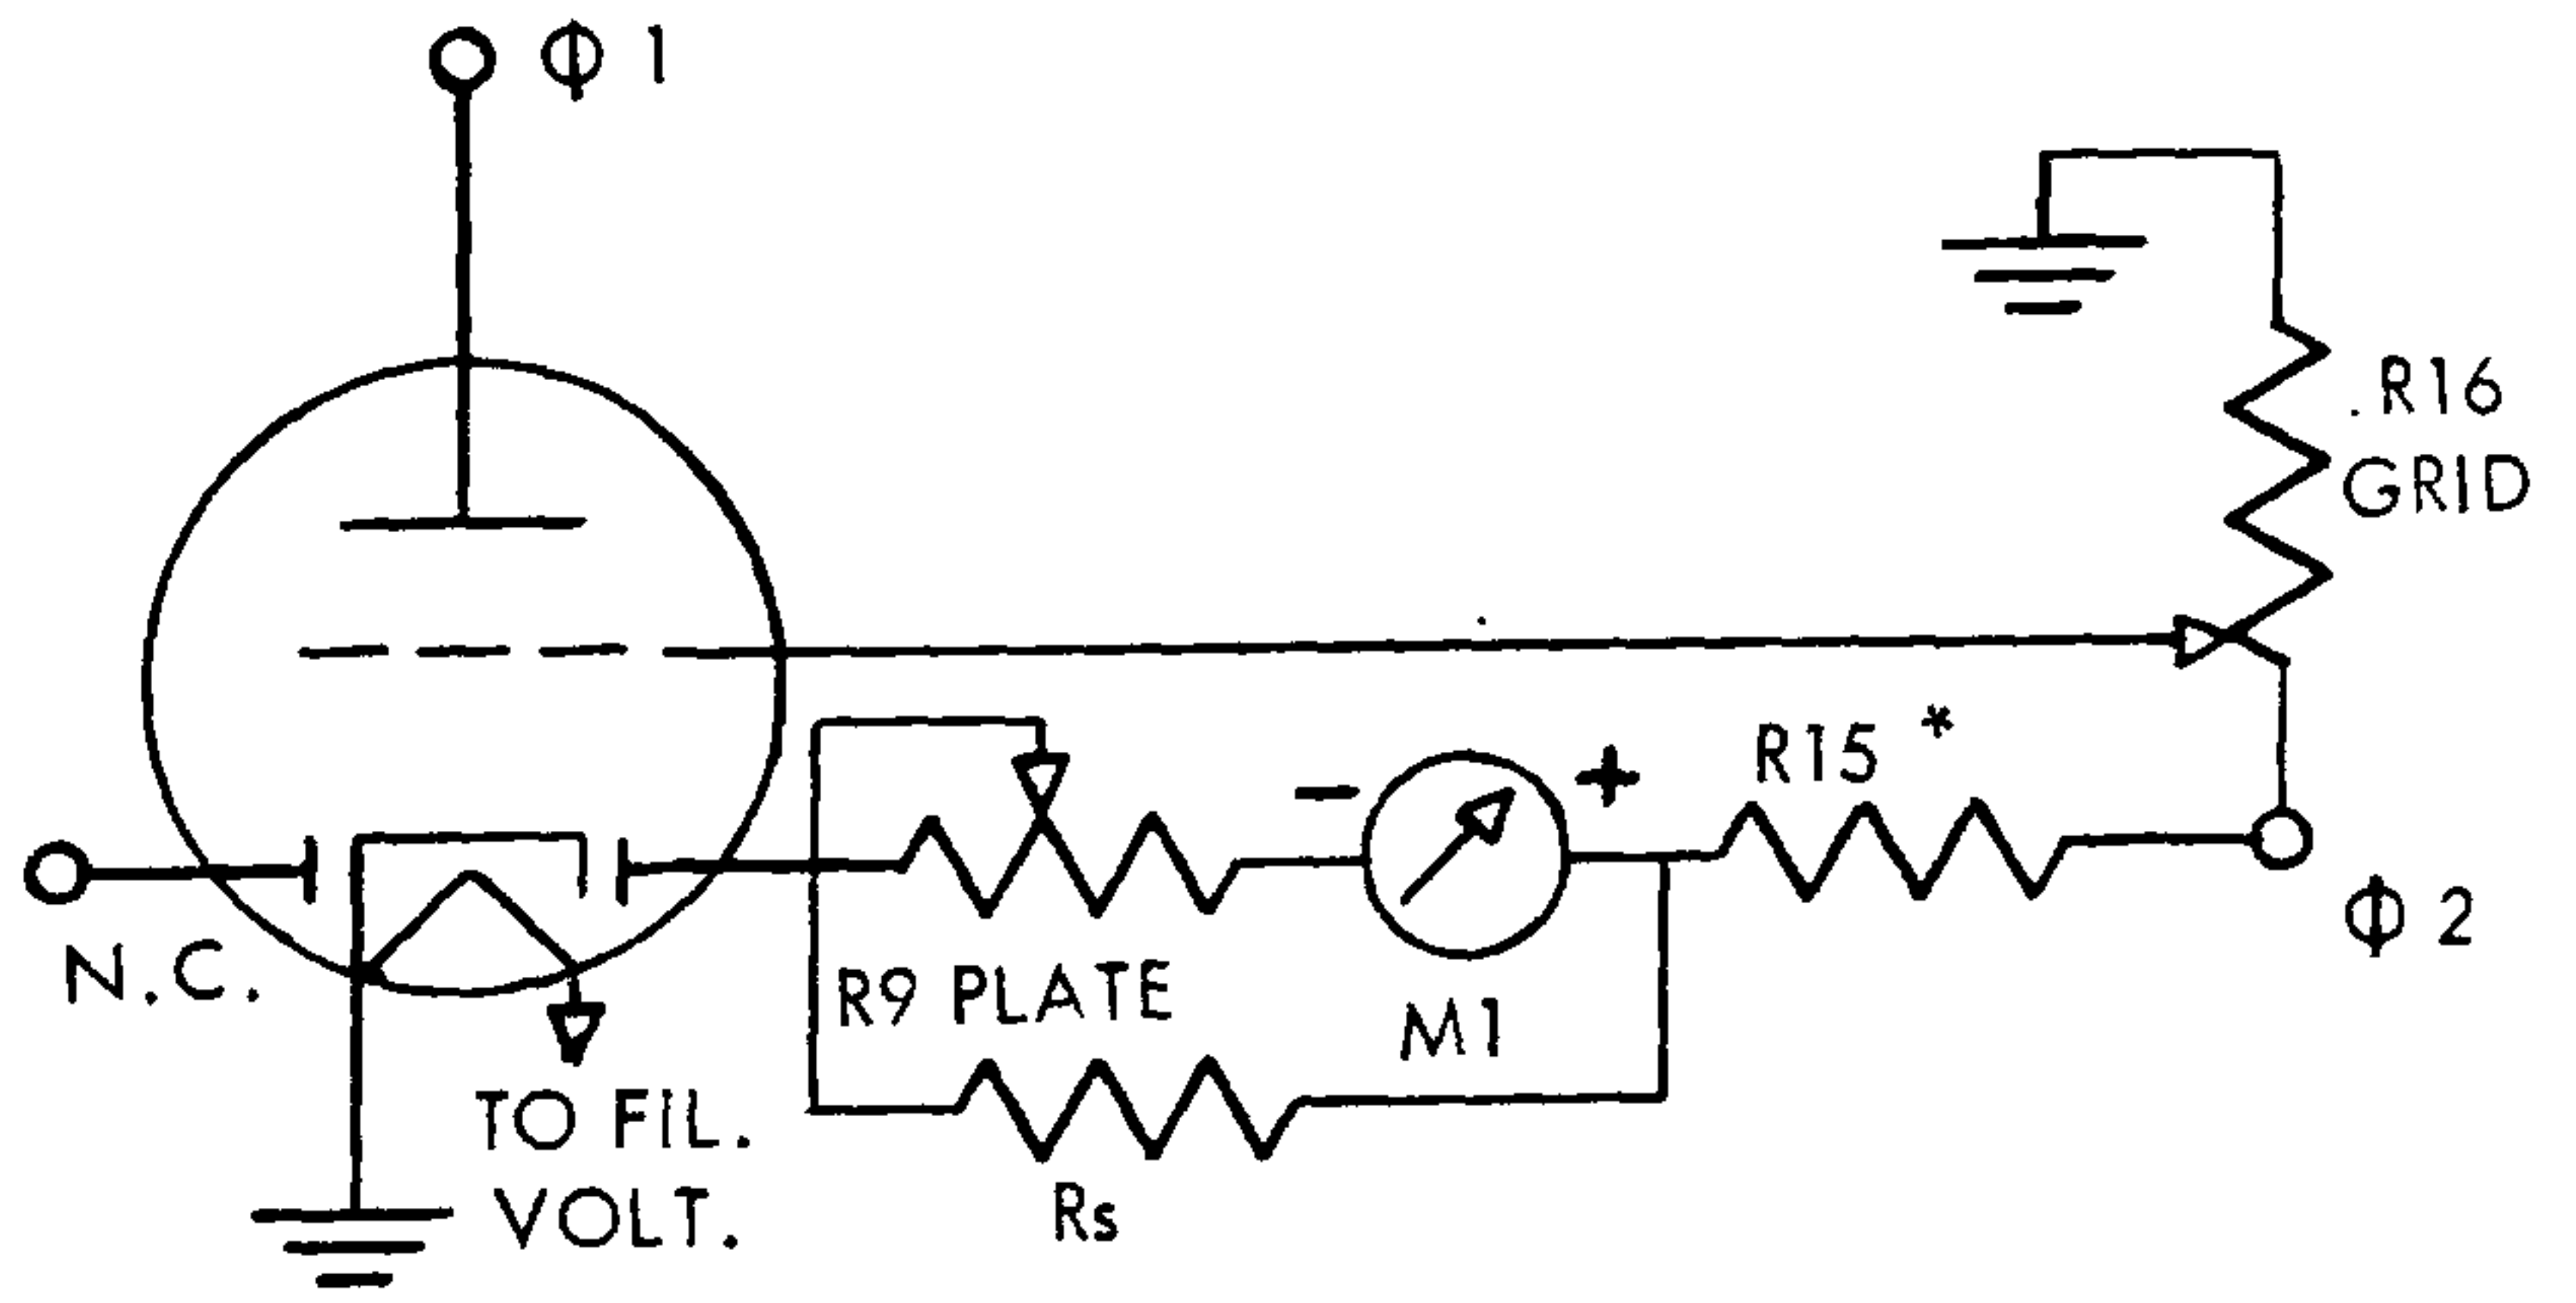 Φ 1
.R16
GRID
R15 *
- +
Φ 2
N.C.
R9 PLATE
M1
TO FIL.
VOLT.
Rs